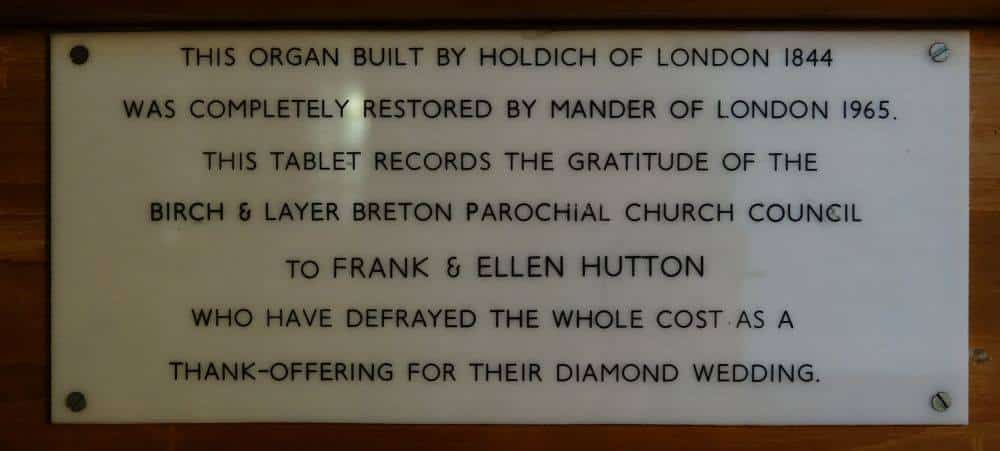 THIS ORGAN BUILT BY HOLDICH OF LONDON 1844
WAS COMPLETELY RESTORED BY MANDER OF LONDON 1965.
THIS TABLET RECORDS THE GRATITUDE OF THE
BIRCH & LAYER BRETON PAROCHiAL CHURCH COUNCIL
TO FRANK & ELLEN HUTTON
WHO HAVE DEFRAYED THE WHOLE COST AS A
THANK-OFFERING FOR THEIR DIAMOND WEDDING.